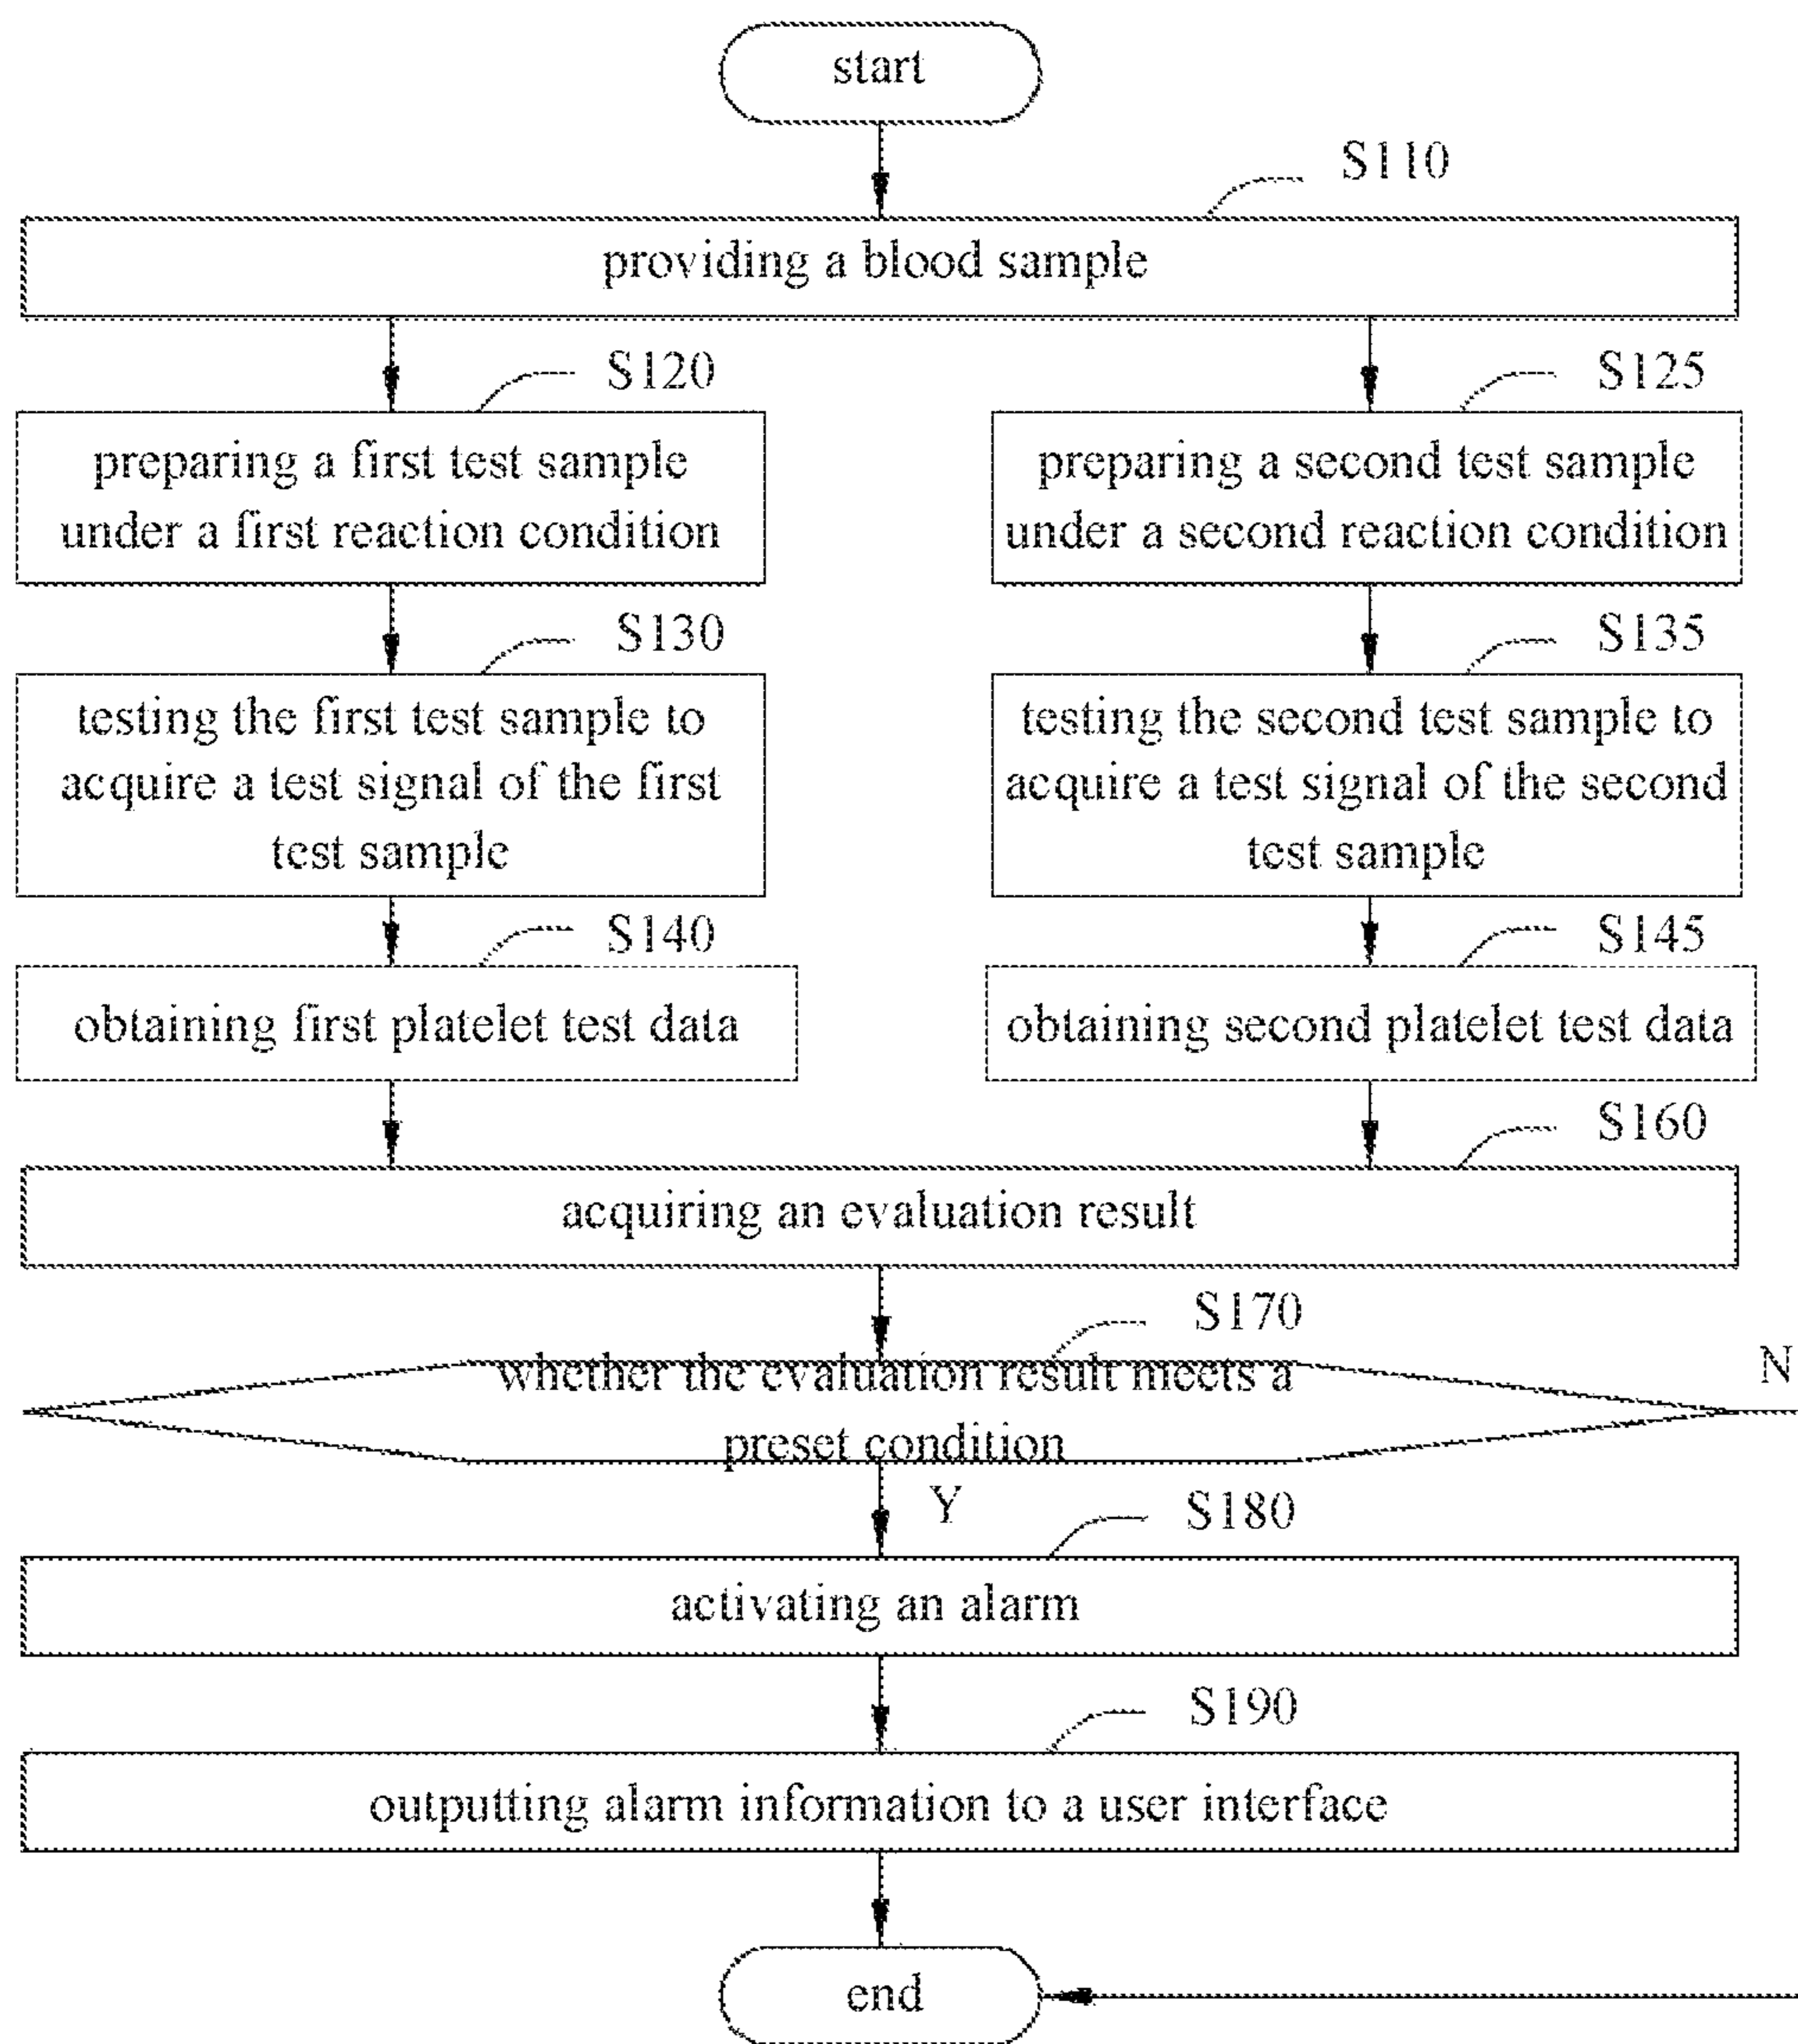 start
S110
providing a blood sample
S120
S125
preparing a first test sample
under a first reaction condition
preparing a second test sample
under a second reaction condition
S130
S135
testing the first test sample to
acquire a test signal of the first
test sample
testing the second test sample to
acquire a test signal of the second
test sample
S140
S145
obtaining first platelet test data
obtaining second platelet test data
S160
acquiring an evaluation result
S170
whether the evaluation result meets a
preset condition
N
Y
S180
activating an alarm
S190
outputting alarm information to a user interface
end